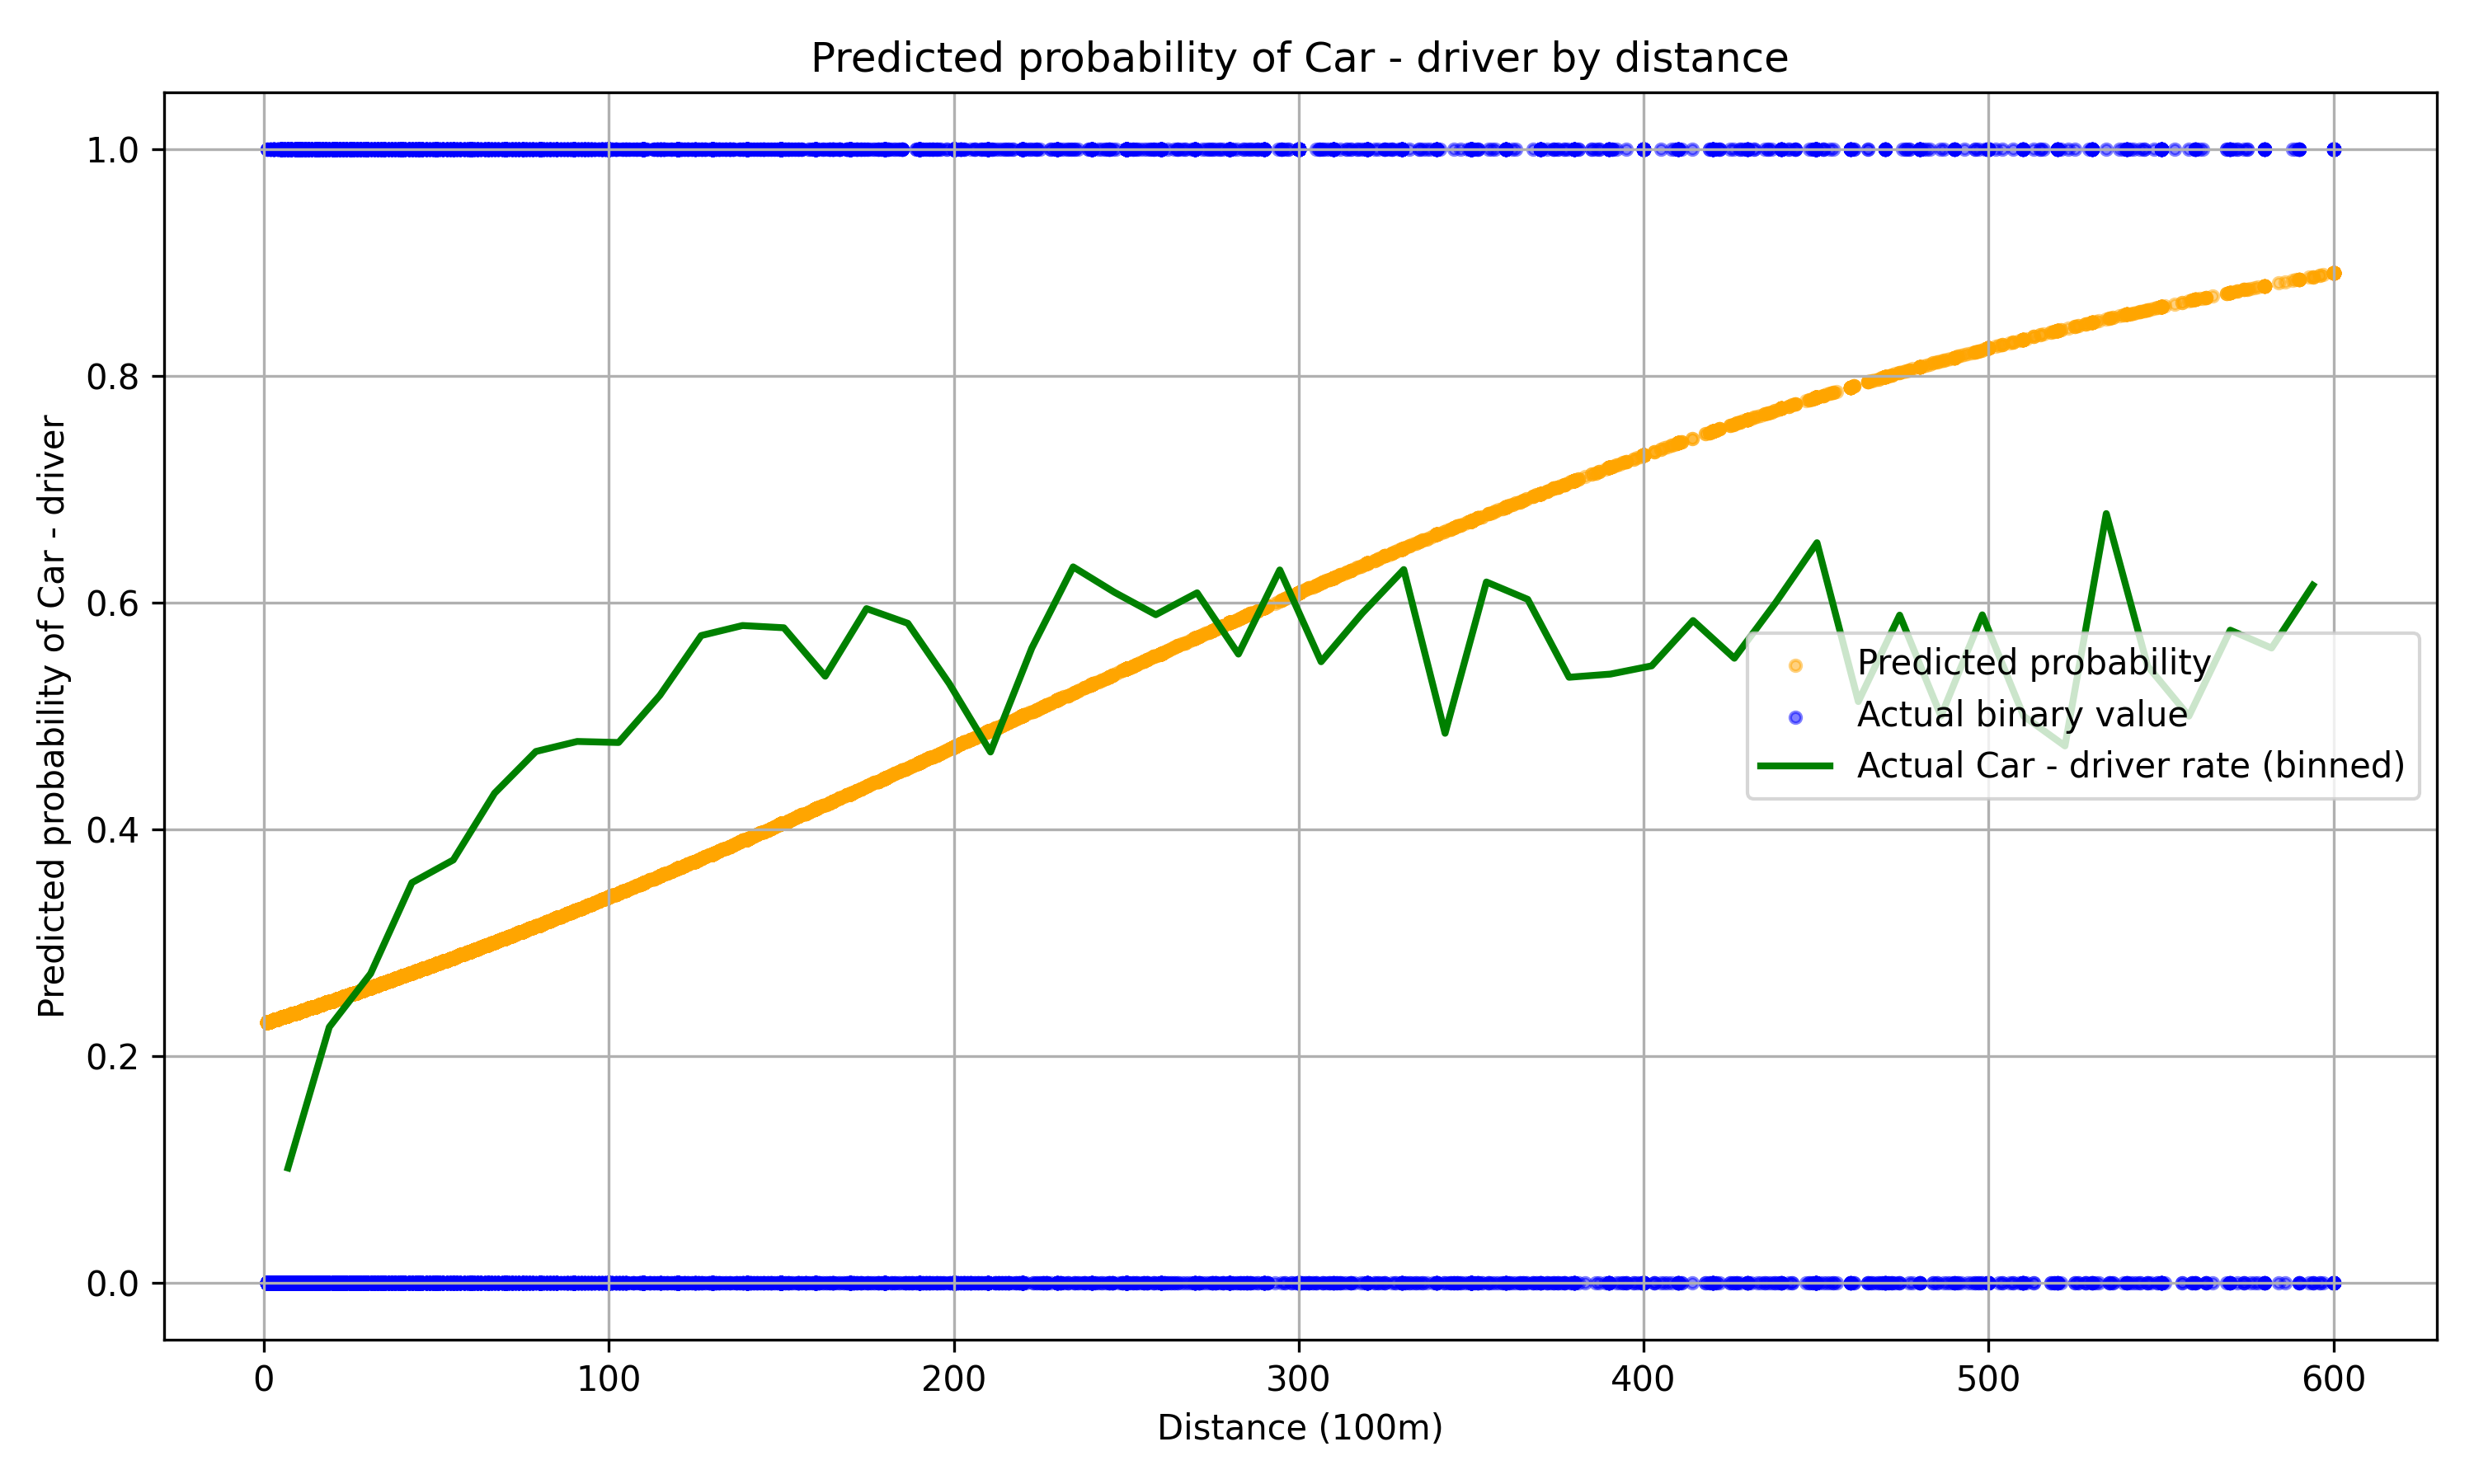 Predicted probability of Car - driver by distance
Predicted probability of Car - driver
1.0
0.8
0.6
0.4
0.2
0.0
Predicted probability
Actual binary value
Actual Car - driver rate (binned)
0 100 200 300 400 500 600
Distance (100m)